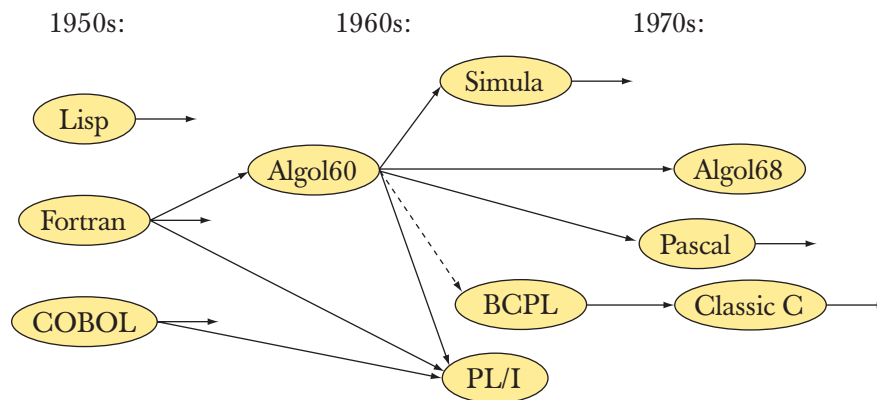 1950s:
1960s:
1970s:
Simula
Lisp
Algol60
Algol68
Fortran
Pascal
BCPL
Classic C
COBOL
PL/I